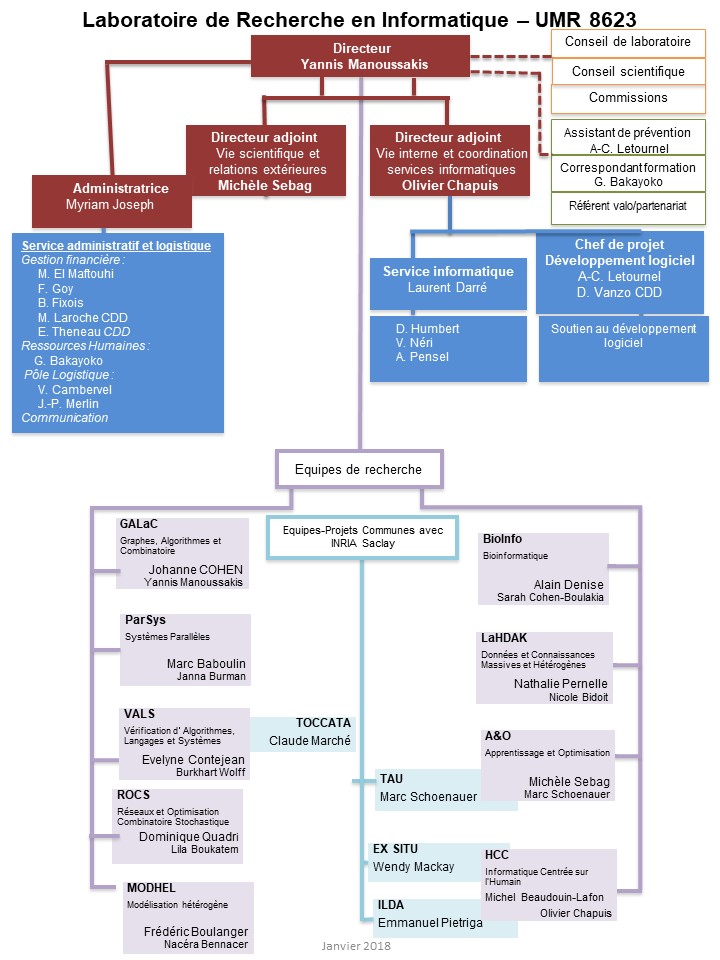 Laboratoire de Recherche en Informatique – UMR 8623
Directeur
Yannis Manoussakis
Conseil de laboratoire
Conseil scientifique
Commissions
Assistant de prévention
A-C. Letournel
Correspondant formation
G. Bakayoko
Référent valo/partenariat
Directeur adjoint
Vie scientifique et
relations extérieures
Michèle Sebag
Directeur adjoint
Vie interne et coordination
services informatiques
Olivier Chapuis
Administratrice
Myriam Joseph
Service administratif et logistique
Gestion financière :
M. El Maftouhi
F. Goy
B. Fixois
M. Laroche CDD
E. Theneau CDD
Ressources Humaines :
G. Bakayoko
Pôle Logistique :
V. Cambervel
J.-P. Merlin
Communication
Service informatique
Laurent Darré
D. Humbert
V. Néri
A. Pensel
Chef de projet
Dévelopement logiciel
A-C. Letournel
D. Vanzo CDD
Soutien au développement
logiciel
Equipes de recherche
Equipes-Projets Communes avec
INRIA Saclay
GALaC
Graphes, Algorithmes et
Combinatoire
Johanne COHEN
Yannis Manoussakis
ParSys
Systèmes Parallèles
Marc Baboulin
Janna Burman
VALS
Vérification d' Algorithmes,
Langages et Systèmes
Evelyne Contejean
Burkhart Wolff
TOCCATA
Claude Marché
ROCS
Réseaux et Optimisation
Combinatoire Stochastique
Dominique Quadri
Lila Boukatem
MODHEL
Modélisation hétérogène
Frédéric Boulanger
Nacéra Bennacer
BioInfo
Bioinformatique
Alain Denise
Sarah Cohen-Boulakia
LaHDAK
Données et Connaissances
Massives et Hétérogènes
Nathalie Pernelle
Nicole Bidoit
A&O
Apprentissage et Optimisation
Michèle Sebag
Marc Schoenauer
TAU
Marc Schoenauer
EX SITU
Wendy Mackay
HCC
Informatique Centrée sur
l'Humain
Michel Beaudouin-Lafon
Olivier Chapuis
ILDA
Emmanuel Pietriga
Janvier 2018